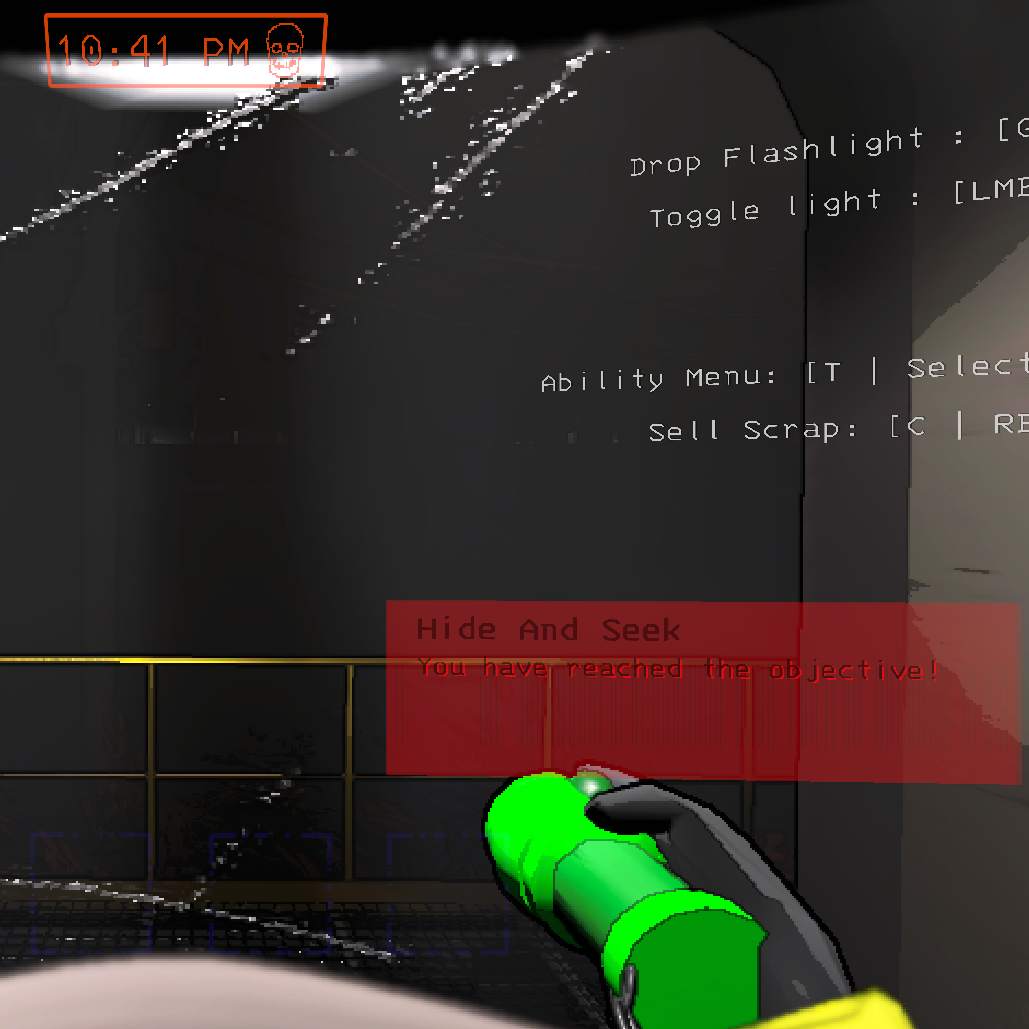 10:41 PM
Drop Flashlight : [G
Toggle light : [LMB
Ability Menu: [T | Select
Sell Scrap: [C | RE
Hide And Seek
You have reached the objective!